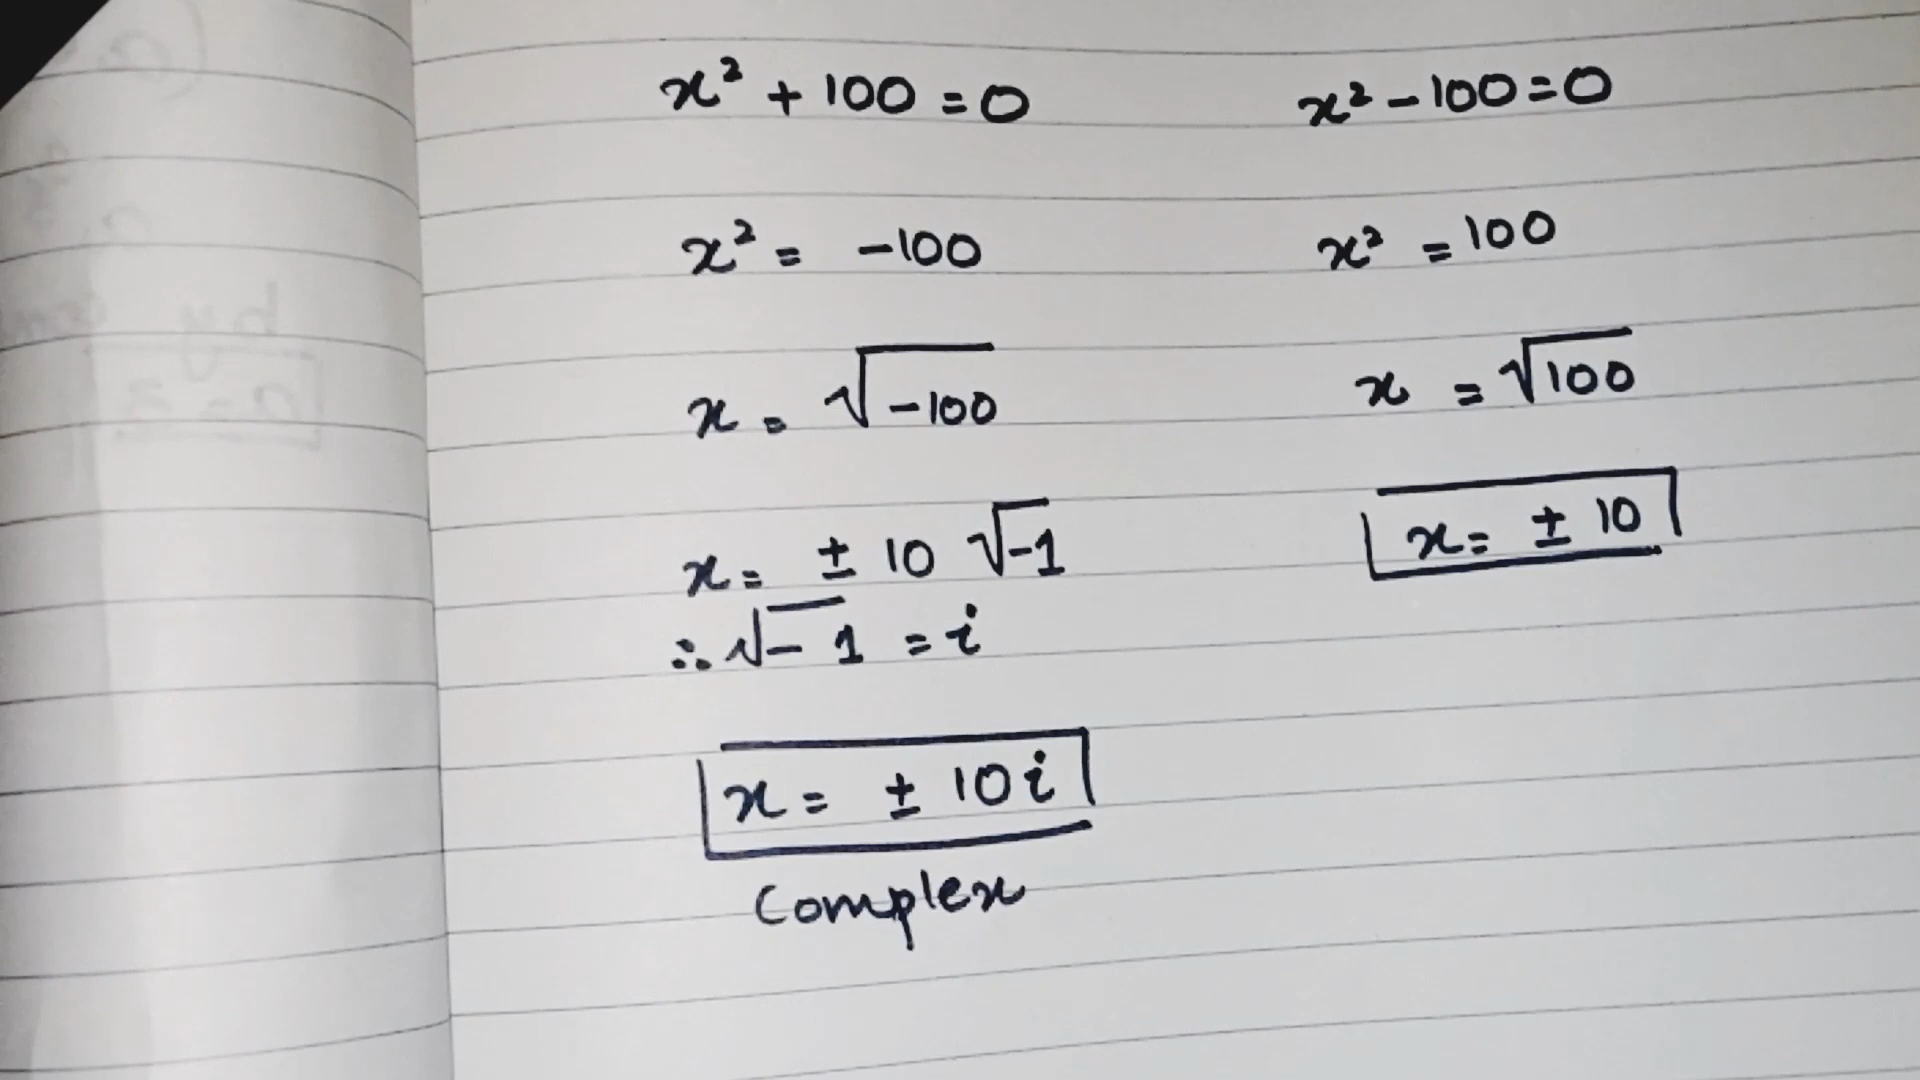 x² + 100 = 0
x² = -100
x = √-100
x = ± 10 √-1
∴ √-1 = i
x = ± 10i
Complex
x² - 100 = 0
x² = 100
x = √100
x = ± 10